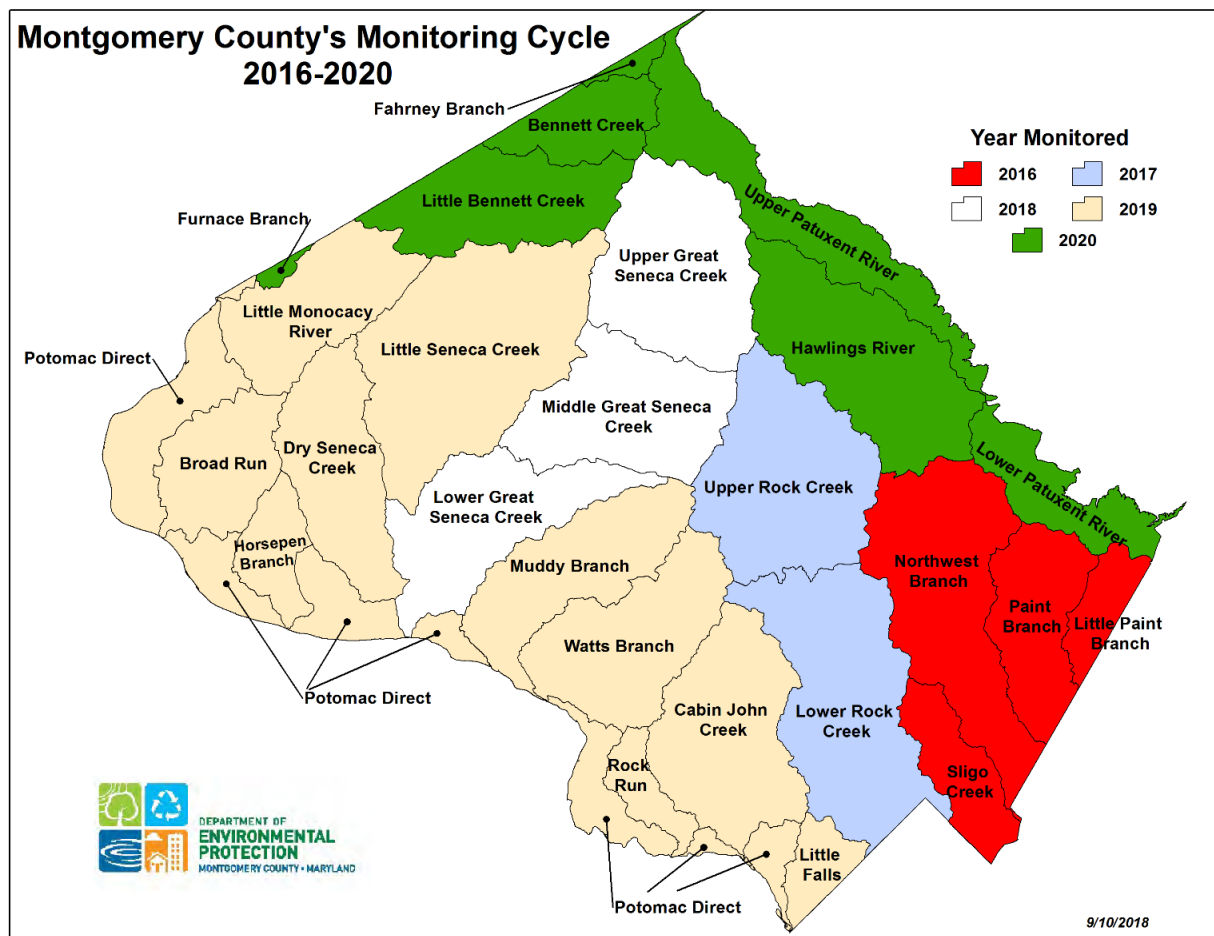 Montgomery County's Monitoring Cycle
2016-2020
Fahrney Branch
Bennett Creek
Year Monitored
2016
2017
2018
2019
2020
Little Bennett Creek
Furnace Branch
Upper Patuxent River
Upper Great
Seneca Creek
Little Monocacy
River
Potomac Direct
Little Seneca Creek
Hawlings River
Middle Great Seneca
Creek
Broad Run
Dry Seneca
Creek
Upper Rock Creek
Lower Patuxent River
Lower Great
Seneca Creek
Horsepen
Branch
Muddy Branch
Northwest
Branch
Paint
Branch
Little Paint
Branch
Watts Branch
Potomac Direct
Cabin John
Creek
Lower Rock
Creek
Rock
Run
Sligo
Creek
Little
Falls
Potomac Direct
DEPARTMENT OF
ENVIRONMENTAL
PROTECTION
MONTGOMERY COUNTY • MARYLAND
9/10/2018